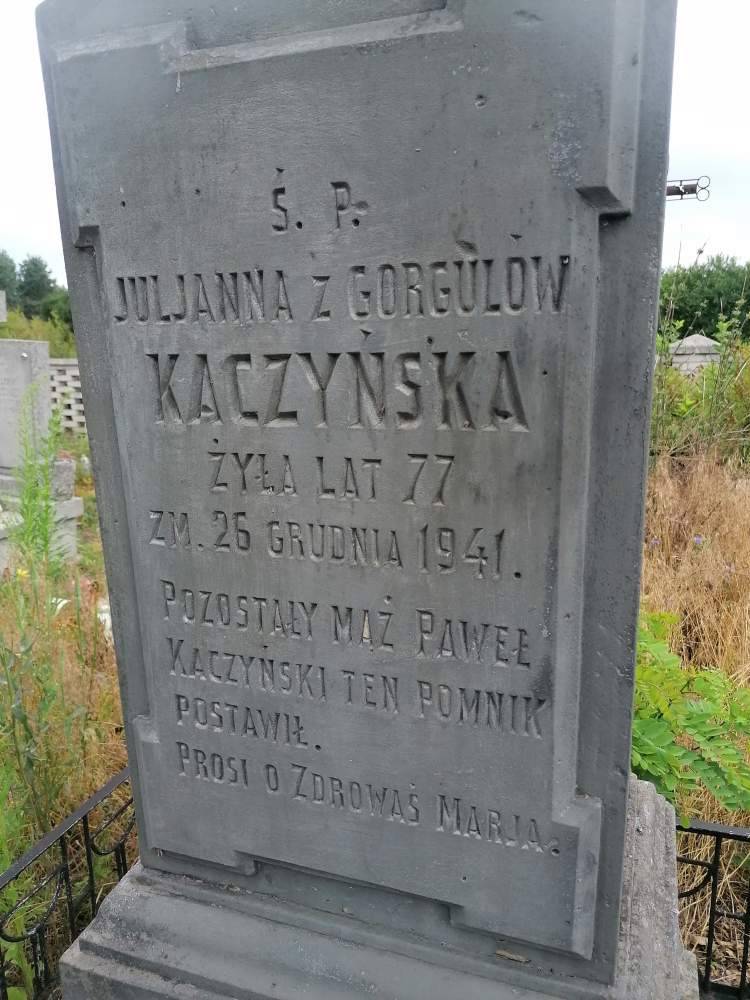 Ś. P.
JULJANNA Z GORGULÓW
KACZYŃSKA
ŻYŁA LAT 77
ZM. 26 GRUDNIA 1941.
POZOSTAŁY MĄŻ PAWEŁ
KACZYŃSKI TEN POMNIK
POSTAWIŁ.
PROSI O ZDROWAŚ MARJA.